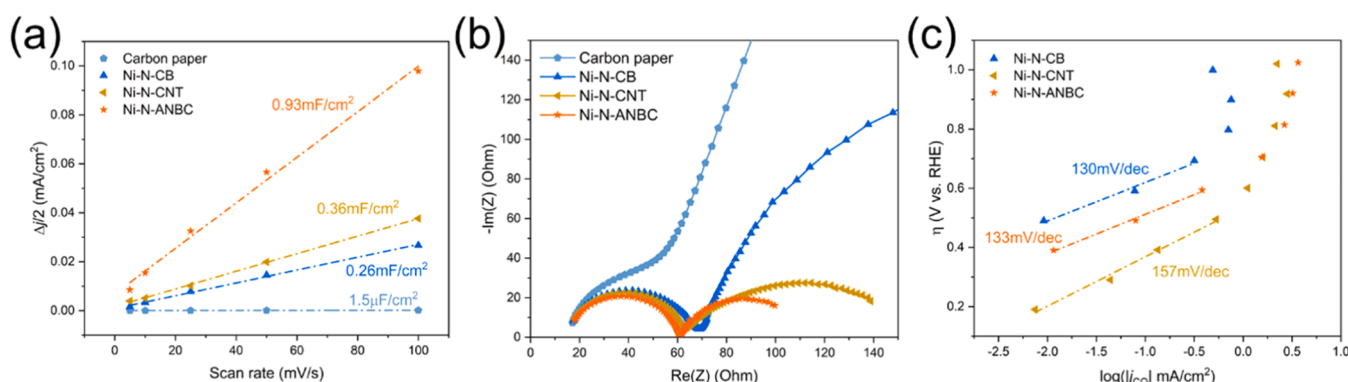 (a)
Carbon paper
Ni-N-CB
Ni-N-CNT
Ni-N-ANBC
0.93mF/cm²
0.36mF/cm²
0.26mF/cm²
1.5μF/cm²
0.10
0.08
0.06
0.04
0.02
0.00
Δj/2 (mA/cm²)
0 20 40 60 80 100
Scan rate (mV/s)
(b)
Carbon paper
Ni-N-CB
Ni-N-CNT
Ni-N-ANBC
140
120
100
80
60
40
20
0
-Im(Z) (Ohm)
0 20 40 60 80 100 120 140
Re(Z) (Ohm)
(c)
Ni-N-CB
Ni-N-CNT
Ni-N-ANBC
130mV/dec
133mV/dec
157mV/dec
1.0
0.8
0.6
0.4
0.2
η (V vs. RHE)
-2.5 -2.0 -1.5 -1.0 -0.5 0.0 0.5 1.0
log(|jCO| mA/cm²)